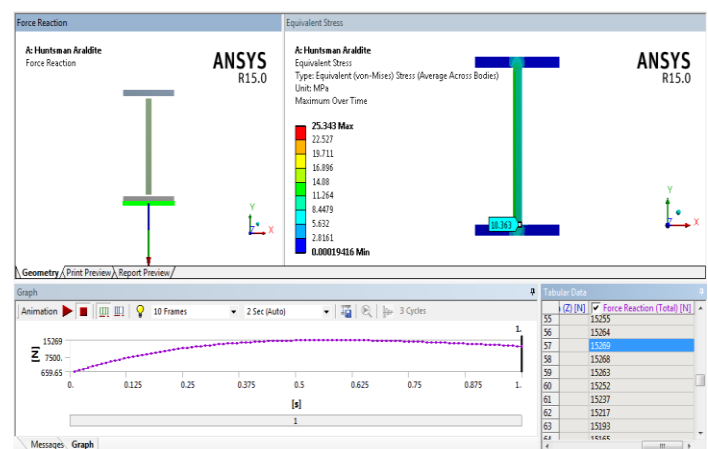 Force Reaction
Equivalent Stress
A: Huntsman Araldite
Force Reaction
ANSYS
R15.0
Y
X
A: Huntsman Araldite
Equivalent Stress
Type: Equivalent (von-Mises) Stress (Average Across Bodies)
Unit: MPa
Maximum Over Time
25.343 Max
22.527
19.711
16.896
14.08
11.264
8.4479
5.632
2.8161
0.00019416 Min
10.363
ANSYS
R15.0
Y
X
Geometry Print Preview Report Preview
Graph
Animation 10 Frames 2 Sec (Auto) 3 Cycles
1.
[N]
15269
7500.
659.65
0. 0.125 0.25 0.375 0.5 0.625 0.75 0.875 1.
[s]
1
Messages Graph
Tabular Data
(Z) [N] Force Reaction (Total) [N]
55 15255
56 15264
57 15269
58 15268
59 15263
60 15252
61 15237
62 15217
63 15193
64 15165